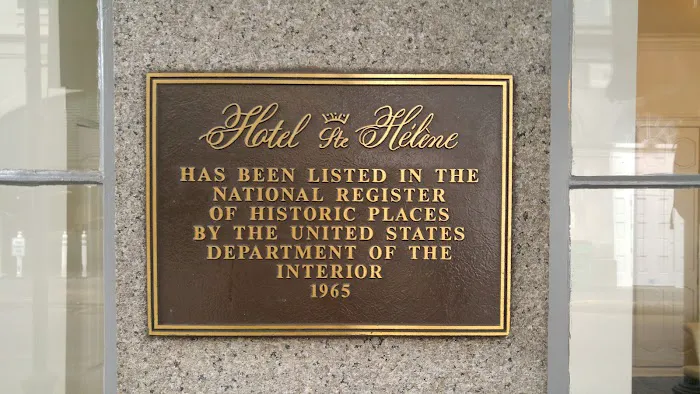 Hotel Ste Hélène
HAS BEEN LISTED IN THE
NATIONAL REGISTER
OF HISTORIC PLACES
BY THE UNITED STATES
DEPARTMENT OF THE
INTERIOR
1965